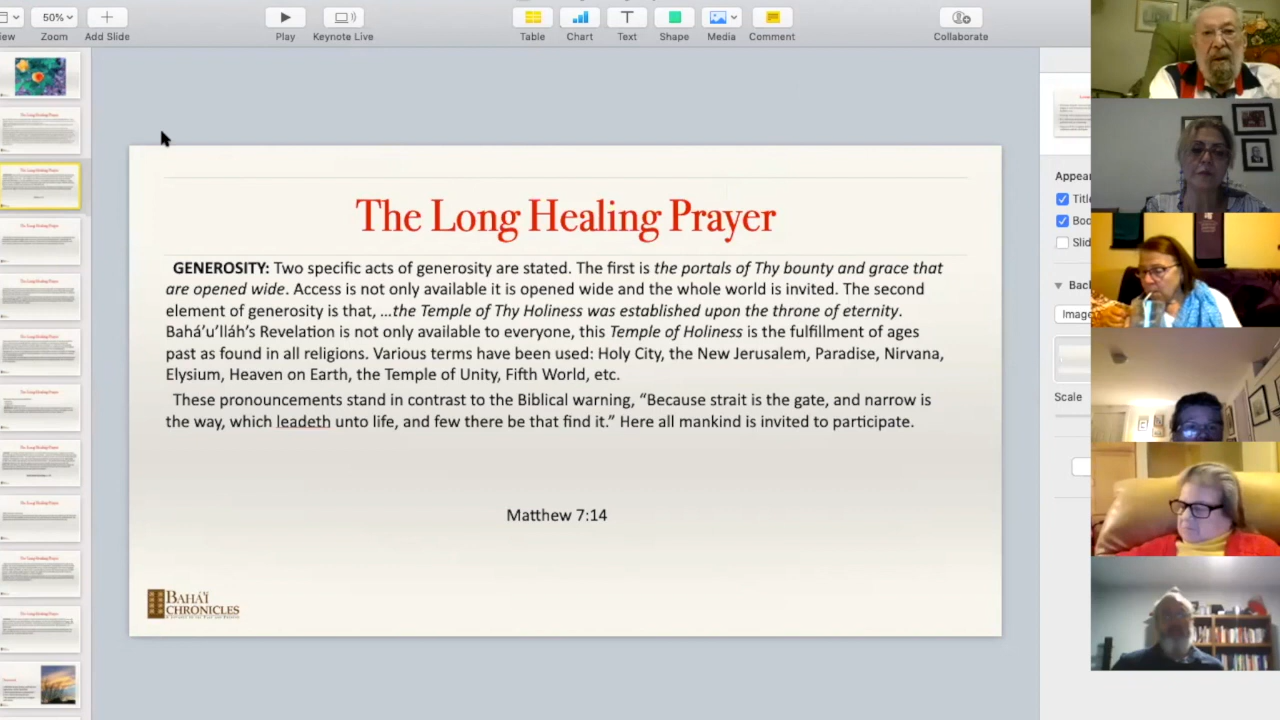 50%
Zoom
Add Slide
Play
Keynote Live
Table
Chart
Text
Shape
Media
Comment
Collaborate
The Long Healing Prayer
GENEROSITY: Two specific acts of generosity are stated. The first is the portals of Thy bounty and grace that
are opened wide. Access is not only available it is opened wide and the whole world is invited. The second
element of generosity is that, …the Temple of Thy Holiness was established upon the throne of eternity.
Bahá’u’lláh’s Revelation is not only available to everyone, this Temple of Holiness is the fulfillment of ages
past as found in all religions. Various terms have been used: Holy City, the New Jerusalem, Paradise, Nirvana,
Elysium, Heaven on Earth, the Temple of Unity, Fifth World, etc.
These pronouncements stand in contrast to the Biblical warning, “Because strait is the gate, and narrow is
the way, which leadeth unto life, and few there be that find it.” Here all mankind is invited to participate.
Matthew 7:14
BAHÁ’Í
CHRONICLES
Appear
Title
Bod
Slid
Back
Image
Scale